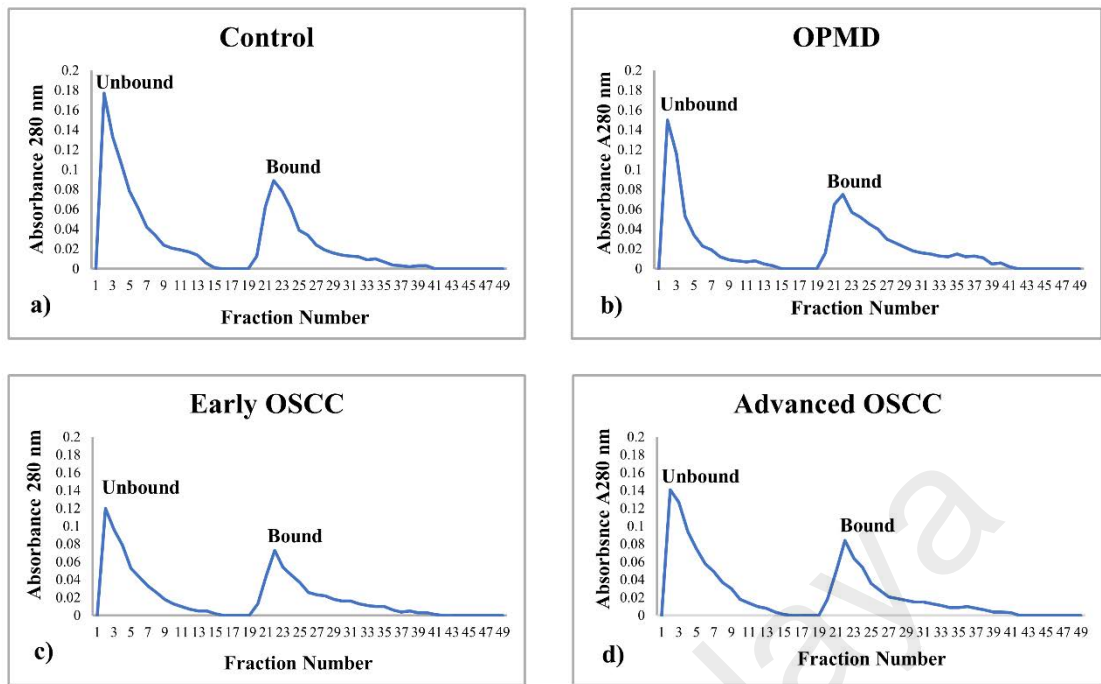 Control
Absorbance 280 nm
0.2
0.18
0.16
0.14
0.12
0.1
0.08
0.06
0.04
0.02
0
Unbound
Bound
1 3 5 7 9 11 13 15 17 19 21 23 25 27 29 31 33 35 37 39 41 43 45 47 49
a)
Fraction Number
OPMD
Absorbance A280 nm
0.2
0.18
0.16
0.14
0.12
0.1
0.08
0.06
0.04
0.02
0
Unbound
Bound
1 3 5 7 9 11 13 15 17 19 21 23 25 27 29 31 33 35 37 39 41 43 45 47 49
b)
Fraction Number
Early OSCC
Absorbance 280 nm
0.2
0.18
0.16
0.14
0.12
0.1
0.08
0.06
0.04
0.02
0
Unbound
Bound
1 3 5 7 9 11 13 15 17 19 21 23 25 27 29 31 33 35 37 39 41 43 45 47 49
c)
Fraction Number
Advanced OSCC
Absorbsnce A280 nm
0.2
0.18
0.16
0.14
0.12
0.1
0.08
0.06
0.04
0.02
0
Unbound
Bound
1 3 5 7 9 11 13 15 17 19 21 23 25 27 29 31 33 35 37 39 41 43 45 47 49
d)
Fraction Number
laya